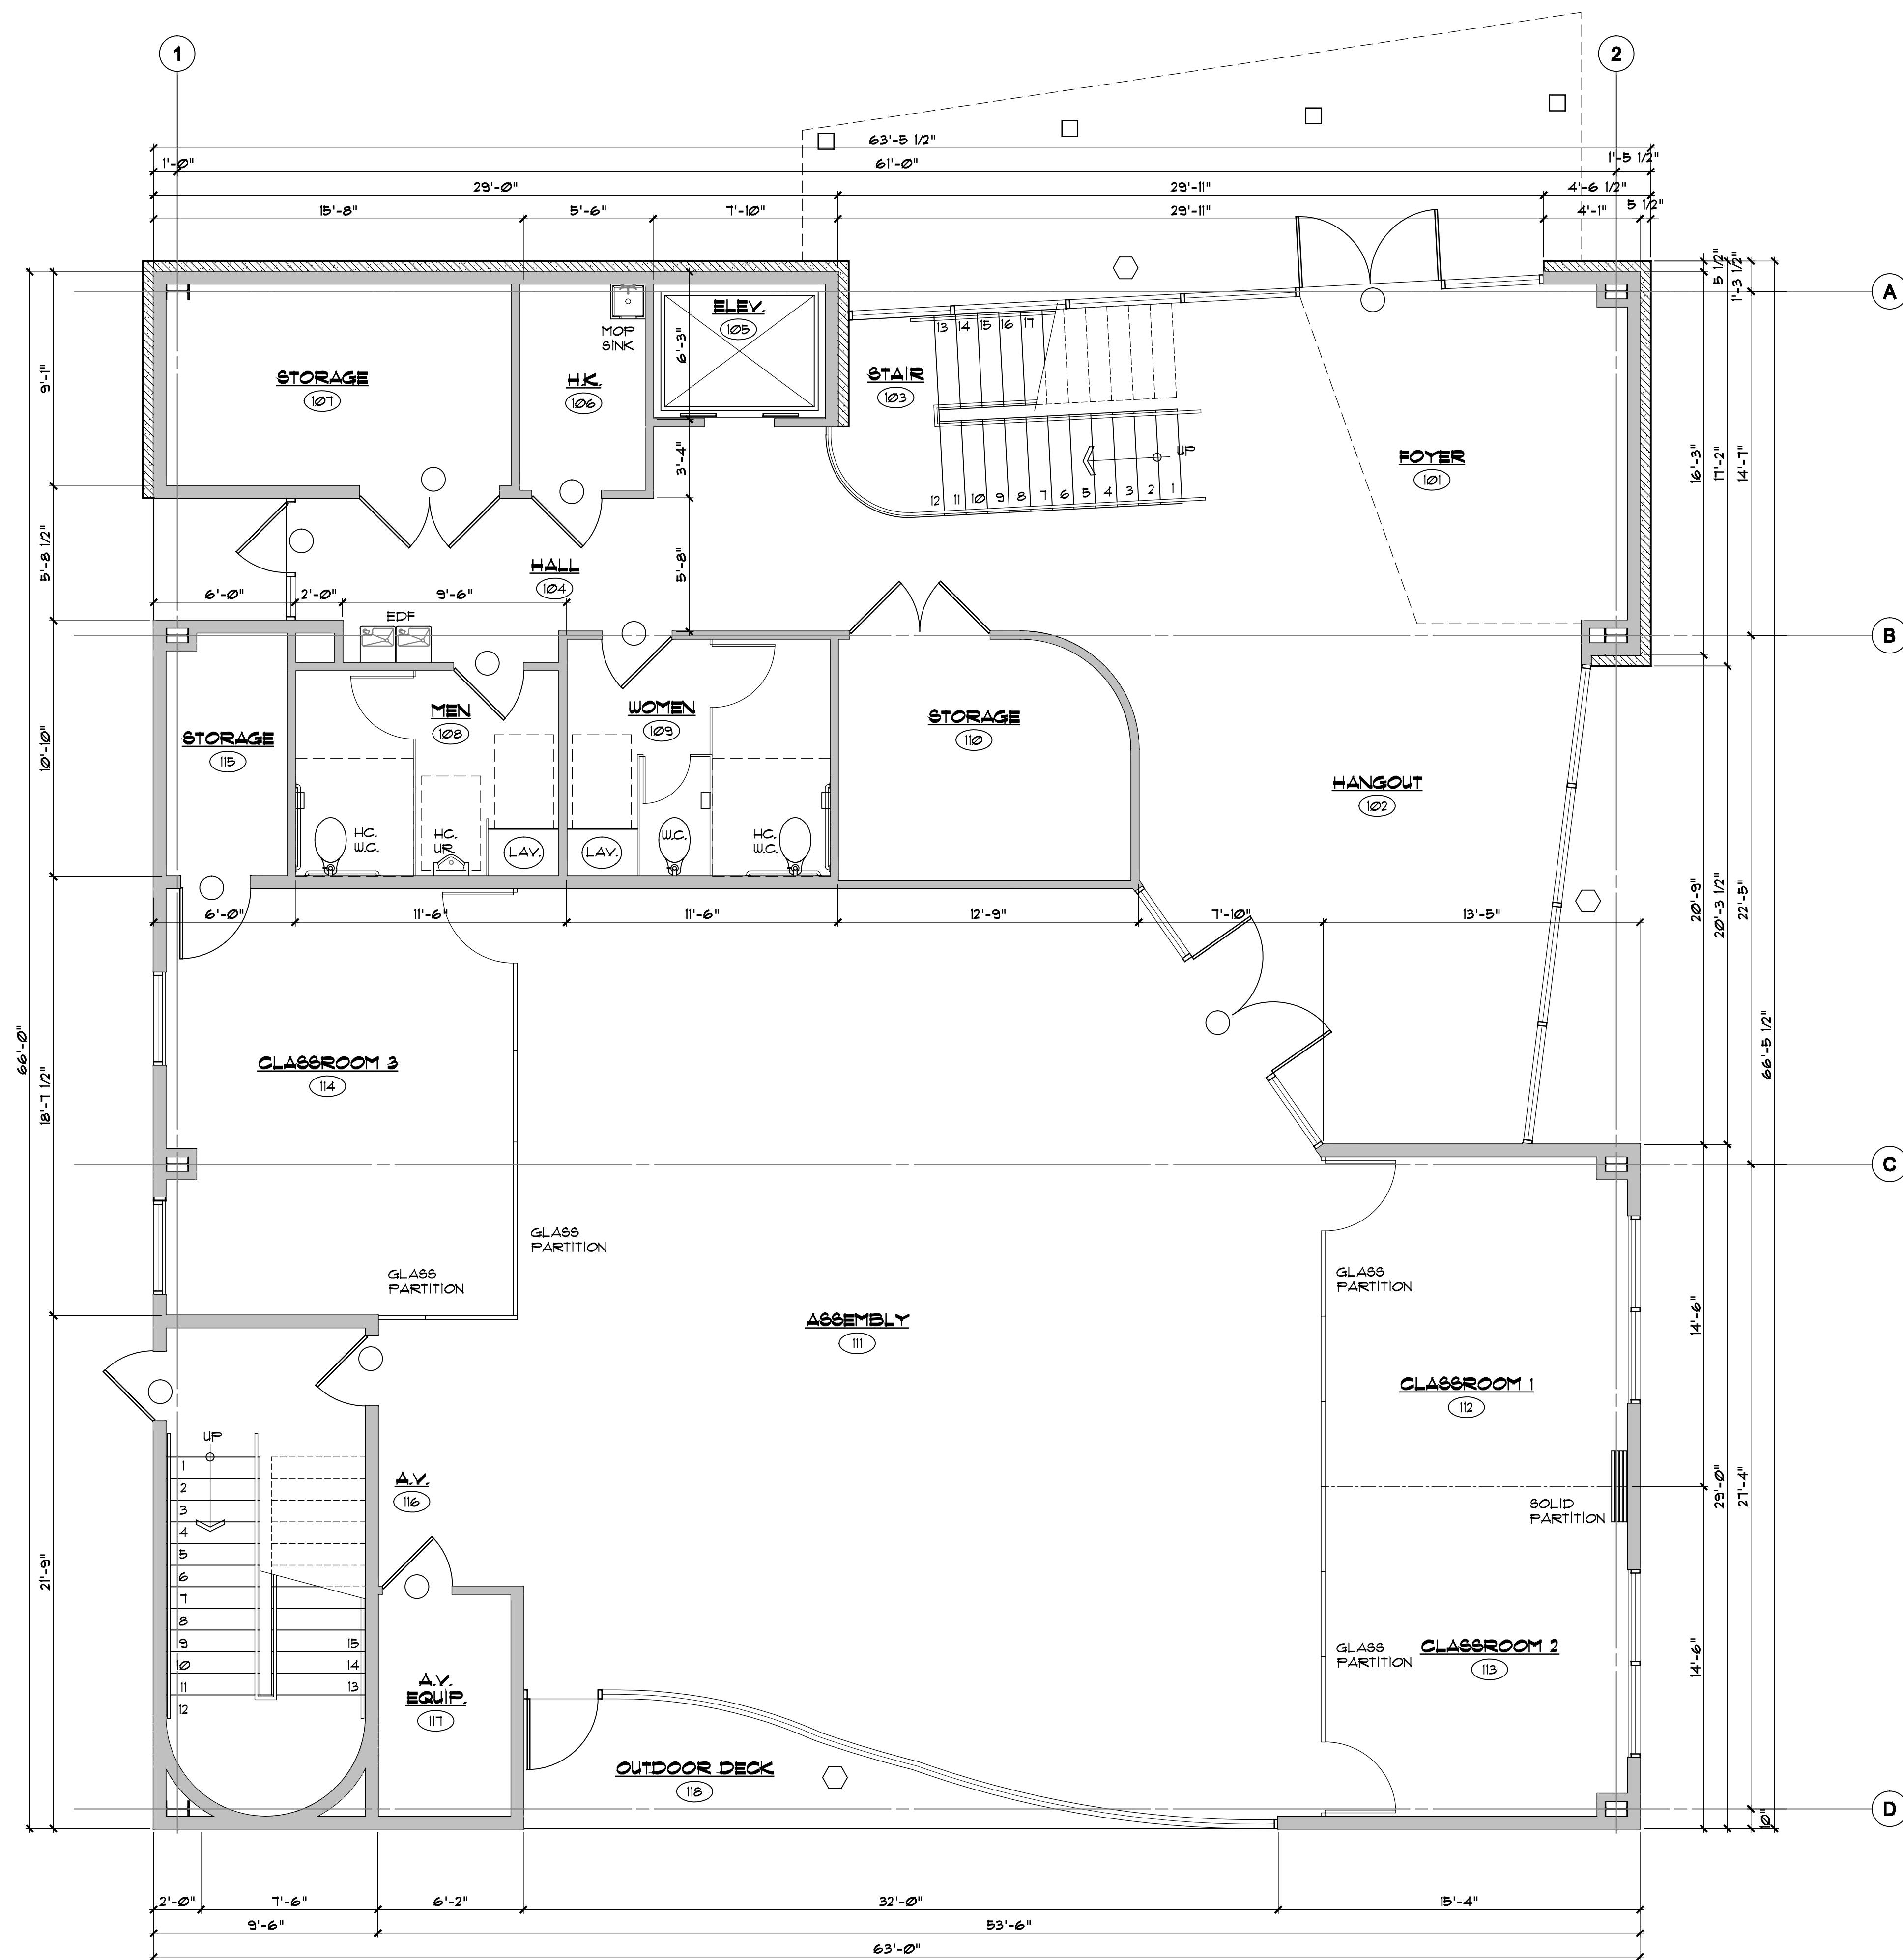 1
2
63'-5 1/2"
1'-0"
61'-0"
1'-5 1/2"
29'-0"
29'-11"
4'-6 1/2"
15'-8"
5'-6"
7'-10"
29'-11"
4'-1"
5 1/2"
5 1/2"
1'-3 1/2"
A
ELEV.
105
MOP
SINK
6'-3"
13
14
15
16
17
STAIR
103
9'-1"
STORAGE
107
H.K.
106
3'-4"
UP
FOYER
101
16'-3"
17'-2"
14'-7"
12
11
10
9
8
7
6
5
4
3
2
1
5'-8 1/2"
HALL
104
5'-8"
6'-0"
2'-0"
9'-6"
EDF
B
10'-10"
STORAGE
115
MEN
108
WOMEN
109
STORAGE
110
HANGOUT
102
HC.
W.C.
HC.
UR.
LAV.
LAV.
W.C.
HC.
W.C.
6'-0"
11'-6"
11'-6"
12'-9"
7'-10"
13'-5"
20'-9"
20'-3 1/2"
22'-5"
66'-0"
66'-5 1/2"
18'-7 1/2"
CLASSROOM 3
114
C
GLASS
PARTITION
GLASS
PARTITION
GLASS
PARTITION
ASSEMBLY
111
14'-6"
CLASSROOM 1
112
UP
1
2
3
4
5
6
7
8
9
10
11
12
15
14
13
A.V.
116
SOLID
PARTITION
29'-0"
27'-4"
21'-9"
GLASS
PARTITION
CLASSROOM 2
113
14'-6"
A.V.
EQUIP.
117
OUTDOOR DECK
118
D
10"
2'-0"
7'-6"
6'-2"
32'-0"
15'-4"
9'-6"
53'-6"
63'-0"